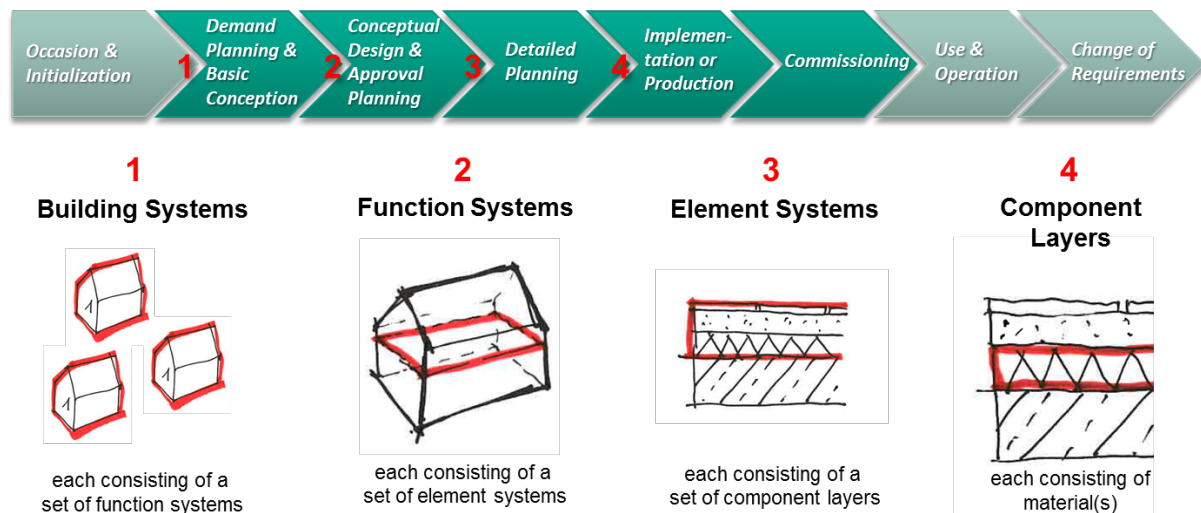 Occasion &
Initialization
1
Demand
Planning &
Basic
Conception
2
Conceptual
Design &
Approval
Planning
3
Detailed
Planning
4
Implemen-
tation or
Production
Commissioning
Use &
Operation
Change of
Requirements
1
Building Systems
each consisting of a
set of function systems
2
Function Systems
each consisting of a
set of element systems
3
Element Systems
each consisting of a
set of component layers
4
Component
Layers
each consisting of
material(s)